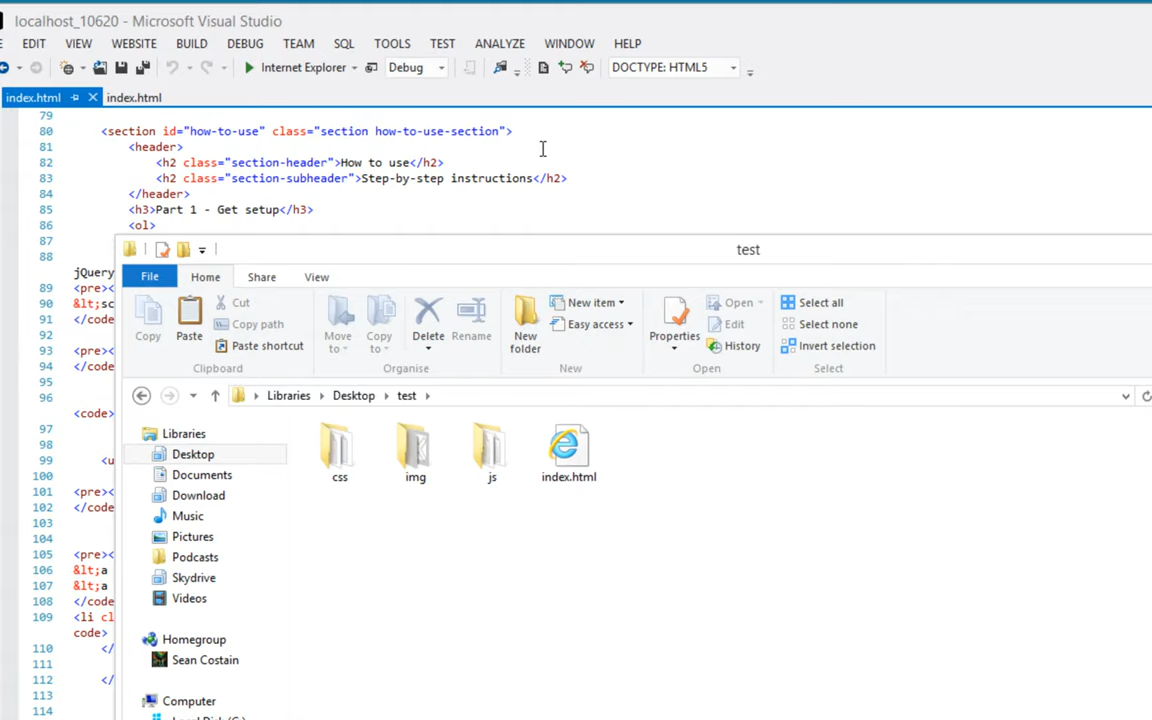 localhost_10620 - Microsoft Visual Studio
E EDIT VIEW WEBSITE BUILD DEBUG TEAM SQL TOOLS TEST ANALYZE WINDOW HELP
Internet Explorer Debug DOCTYPE: HTML5
index.html index.html
79
80 <section id="how-to-use" class="section how-to-use-section">
81 <header>
82 <h2 class="section-header">How to use</h2>
83 <h2 class="section-subheader">Step-by-step instructions</h2>
84 </header>
85 <h3>Part 1 - Get setup</h3>
86 <ol>
87
88
jQuery
89 <pre><
90 &lt;sc
91 </code
92
93 <pre><
94 </code
95
96
<code>
97
98
99 <u
100
101 <pre><
102 </code
103
104
105 <pre><
106 &lt;a
107 &lt;a
108 </code
109 <li cl
code>
110 </
111
112 </
113
114
test
File Home Share View
Copy
Paste
Cut
Copy path
Paste shortcut
Clipboard
Move to
Copy to
Delete
Rename
Organise
New folder
New item
Easy access
New
Properties
Open
Edit
History
Open
Select all
Select none
Invert selection
Select
Libraries Desktop test
Libraries
Desktop
Documents
Download
Music
Pictures
Podcasts
Skydrive
Videos
Homegroup
Sean Costain
Computer
css img js index.html